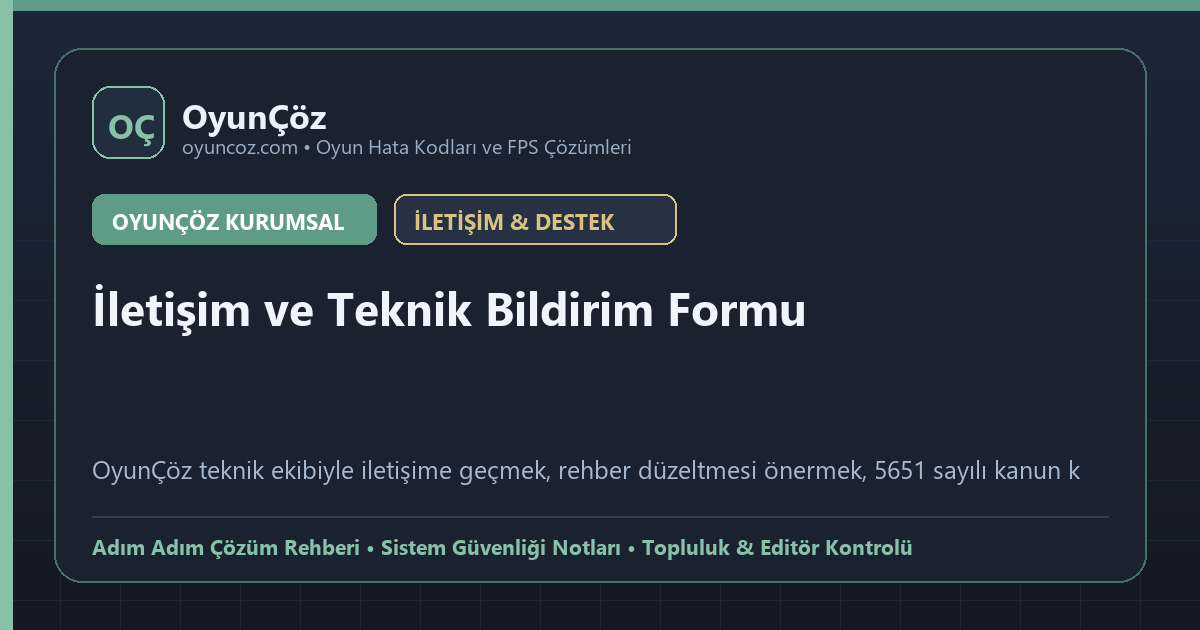 OÇ
OyunÇöz
oyuncoz.com • Oyun Hata Kodları ve FPS Çözümleri
OYUNÇÖZ KURUMSAL
İLETİŞİM & DESTEK
İletişim ve Teknik Bildirim Formu
OyunÇöz teknik ekibiyle iletişime geçmek, rehber düzeltmesi önermek, 5651 sayılı kanun k
Adım Adım Çözüm Rehberi • Sistem Güvenliği Notları • Topluluk & Editör Kontrolü